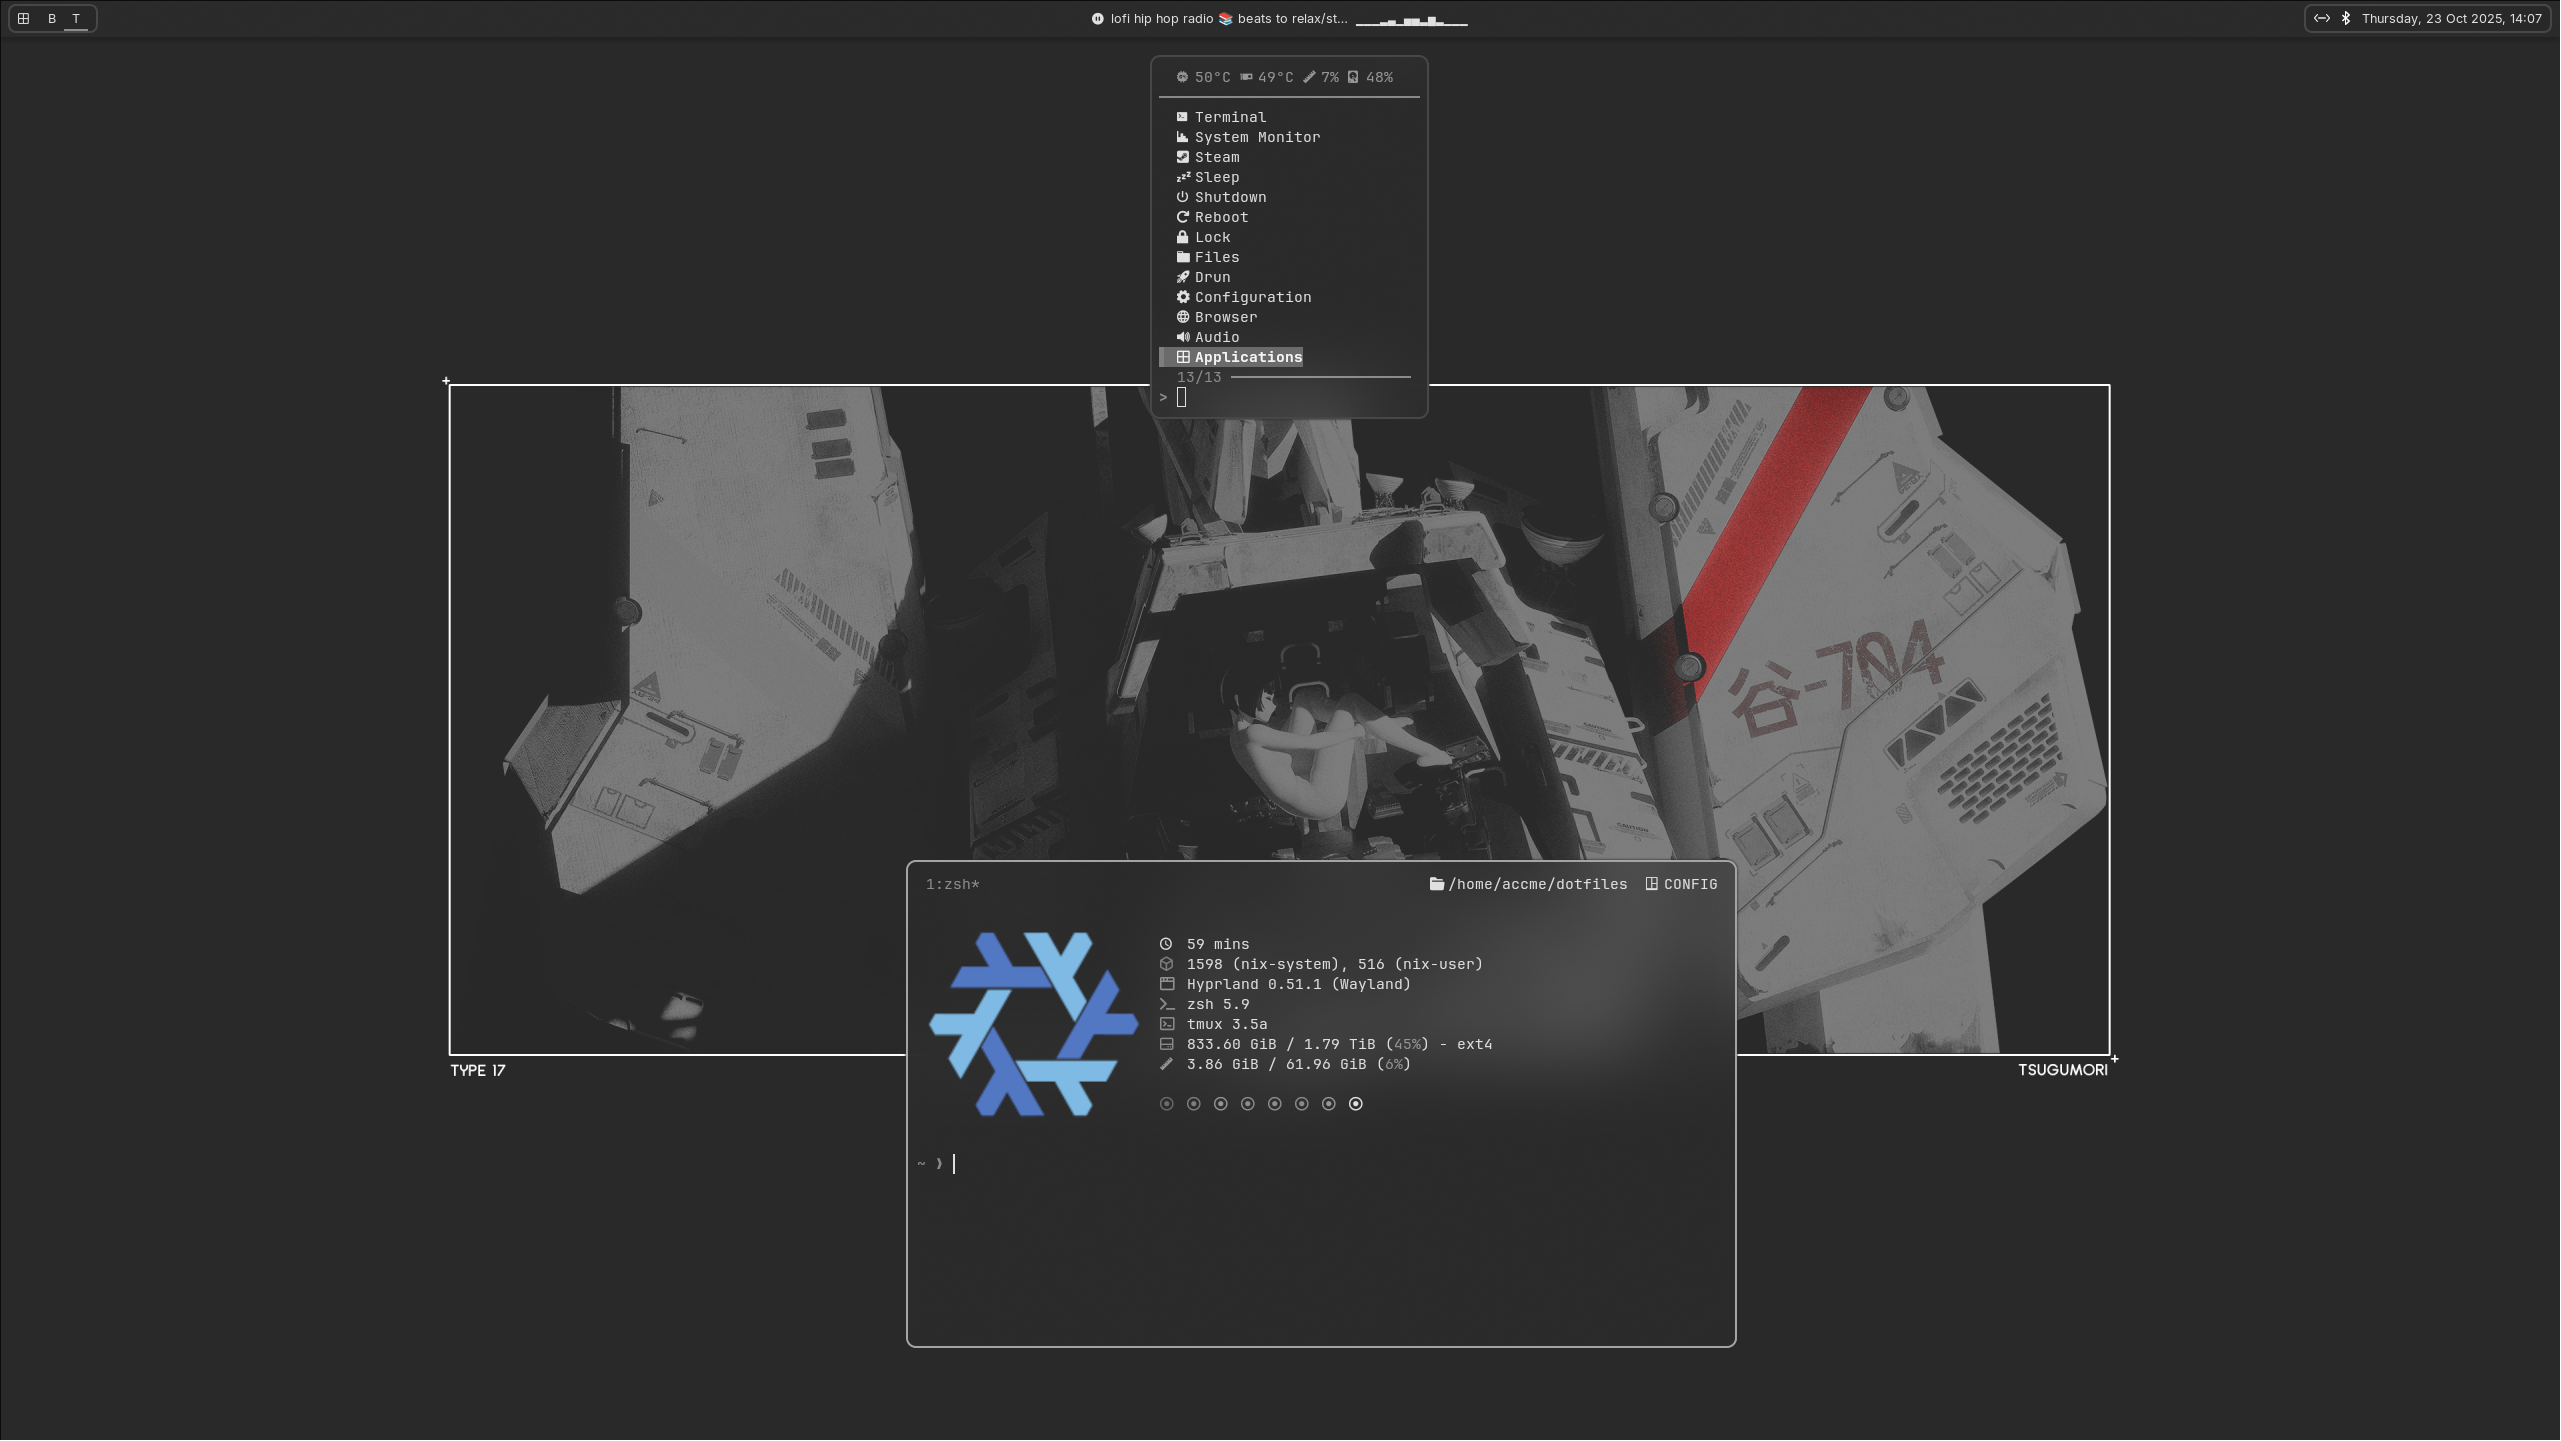 B T
lofi hip hop radio 📚 beats to relax/st...
Thursday, 23 Oct 2025, 14:07
50°C 49°C 7% 48%
Terminal
System Monitor
Steam
Sleep
Shutdown
Reboot
Lock
Files
Drun
Configuration
Browser
Audio
Applications
13/13
>
谷-704
CAUTION
CAUTION
TYPE 17
TSUGUMORI
1:zsh*
/home/accme/dotfiles CONFIG
59 mins
1598 (nix-system), 516 (nix-user)
Hyprland 0.51.1 (Wayland)
zsh 5.9
tmux 3.5a
833.60 GiB / 1.79 TiB (45%) - ext4
3.86 GiB / 61.96 GiB (6%)
~ ❫